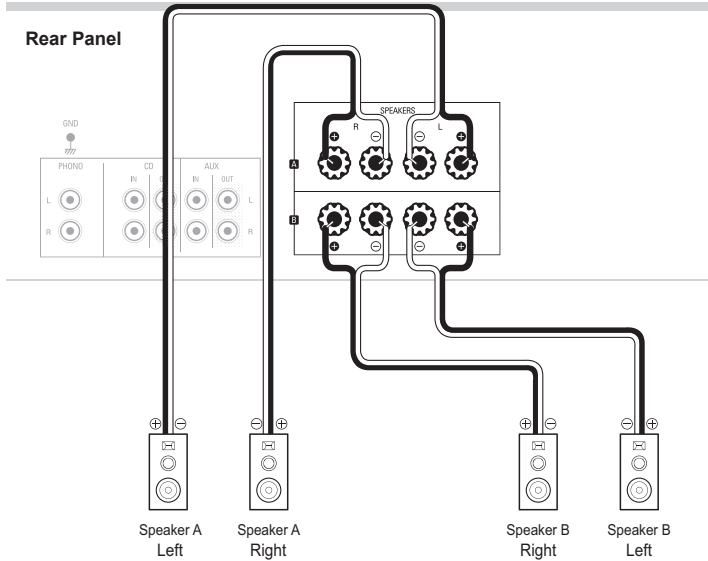 Rear Panel
SPEAKERS
R L
⊕ ⊖ ⊖ ⊕
A
B
⊕ ⊖ ⊖ ⊕
GND
PHONO CD AUX
IN IN OUT
L L
R R
⊕ ⊖ ⊖ ⊕ ⊕ ⊖ ⊖ ⊕
Speaker A
Left
Speaker A
Right
Speaker B
Right
Speaker B
Left